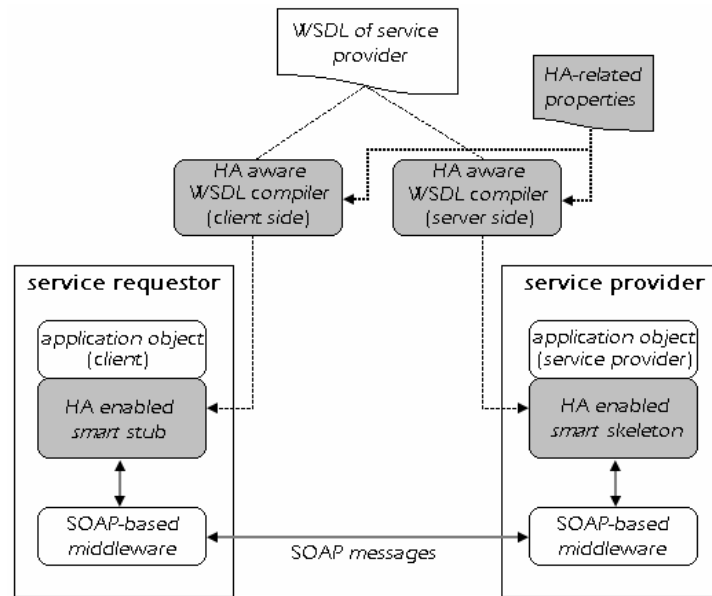 WSDL of service
provider
HA-related
properties
HA aware
WSDL compiler
(client side)
HA aware
WSDL compiler
(server side)
service requestor
application object
(client)
HA enabled
smart stub
SOAP-based
middleware
SOAP messages
service provider
application object
(service provider)
HA enabled
smart skeleton
SOAP-based
middleware